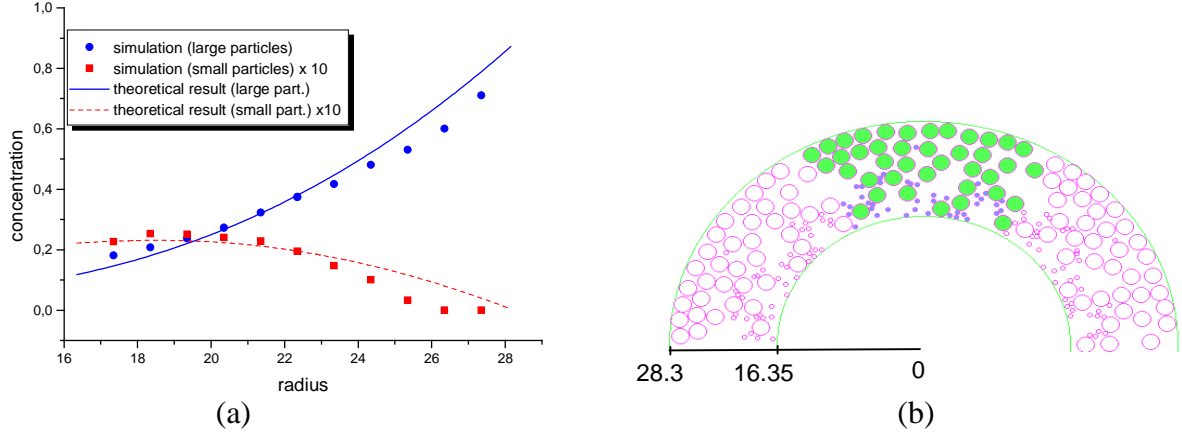 1,0
0,8
0,6
0,4
0,2
0,0
concentration
simulation (large particles)
simulation (small particles) x 10
theoretical result (large part.)
theoretical result (small part.) x10
16 18 20 22 24 26 28
radius
(a)
28.3 16.35 0
(b)